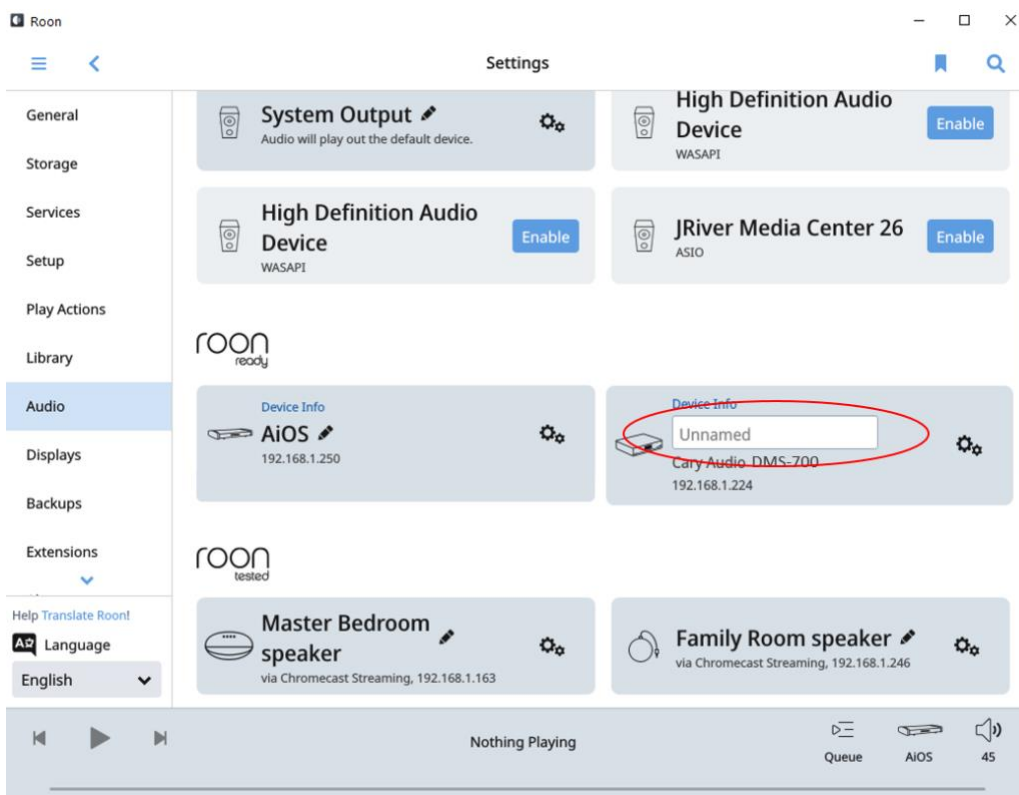 Roon
Settings
General
Storage
Services
Setup
Play Actions
Library
Audio
Displays
Backups
Extensions
Help Translate Roon!
Language
English
System Output
Audio will play out the default device.
High Definition Audio
Device
WASAPI
Enable
High Definition Audio
Device
WASAPI
Enable
JRiver Media Center 26
ASIO
Enable
roon
ready
Device Info
AiOS
192.168.1.250
Device Info
Unnamed
Cary Audio DMS-700
192.168.1.224
roon
tested
Master Bedroom
speaker
via Chromecast Streaming, 192.168.1.163
Family Room speaker
via Chromecast Streaming, 192.168.1.246
Nothing Playing
Queue
AiOS
45